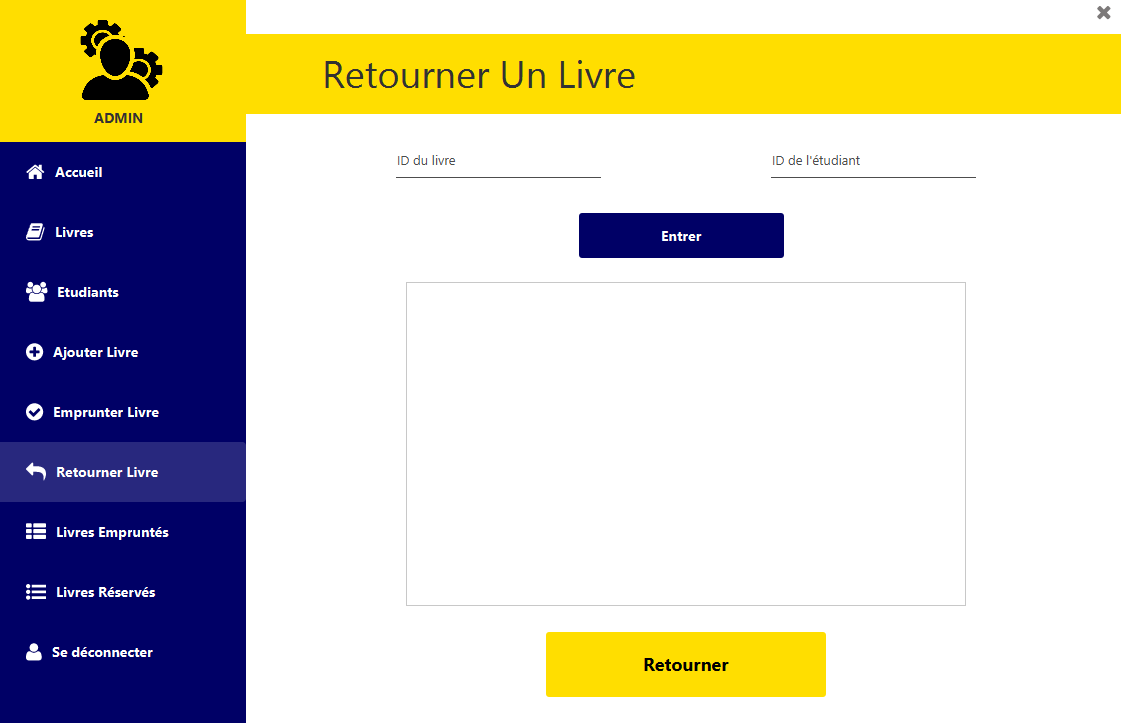 ADMIN
Accueil
Livres
Etudiants
Ajouter Livre
Emprunter Livre
Retourner Livre
Livres Empruntés
Livres Réservés
Se déconnecter
Retourner Un Livre
ID du livre
ID de l'étudiant
Entrer
Retourner